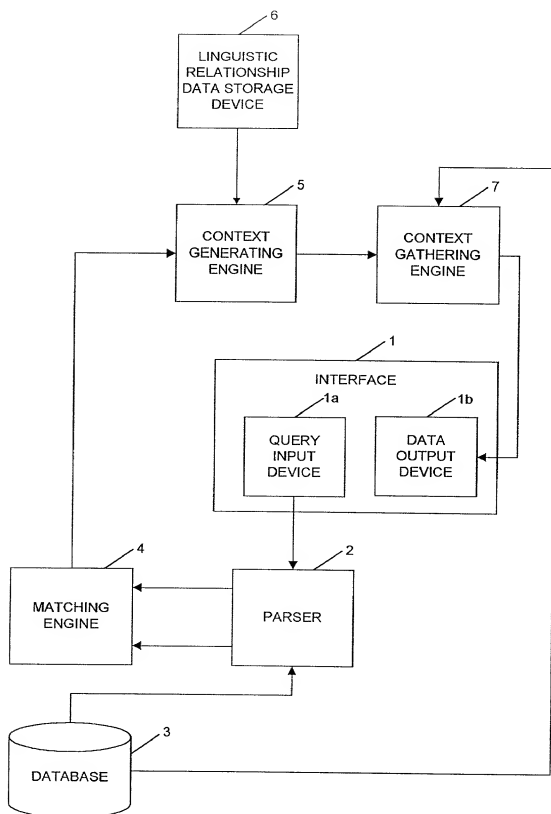 6
LINGUISTIC
RELATIONSHIP
DATA STORAGE
DEVICE
5
CONTEXT
GENERATING
ENGINE
7
CONTEXT
GATHERING
ENGINE
1
INTERFACE
1a
QUERY
INPUT
DEVICE
1b
DATA
OUTPUT
DEVICE
4
MATCHING
ENGINE
2
PARSER
3
DATABASE